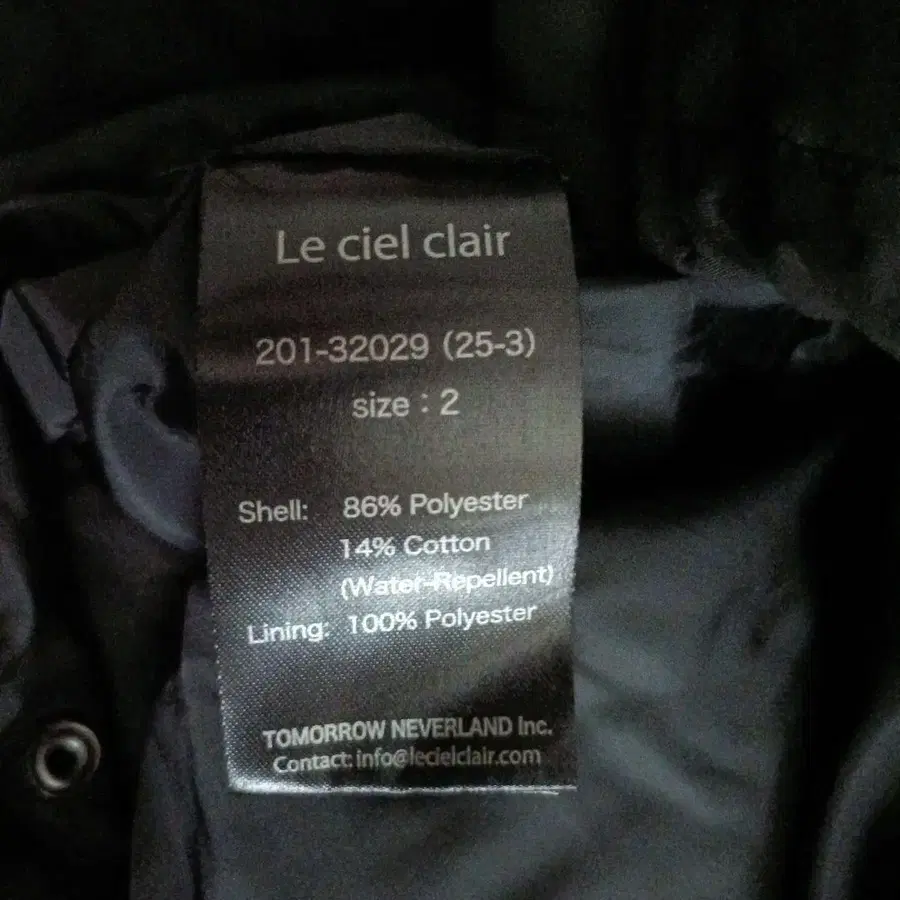 Le ciel clair
201-32029 (25-3)
size : 2
Shell: 86% Polyester
14% Cotton
(Water-Repellent)
Lining: 100% Polyester
TOMORROW NEVERLAND Inc.
Contact: info@lecielclair.com